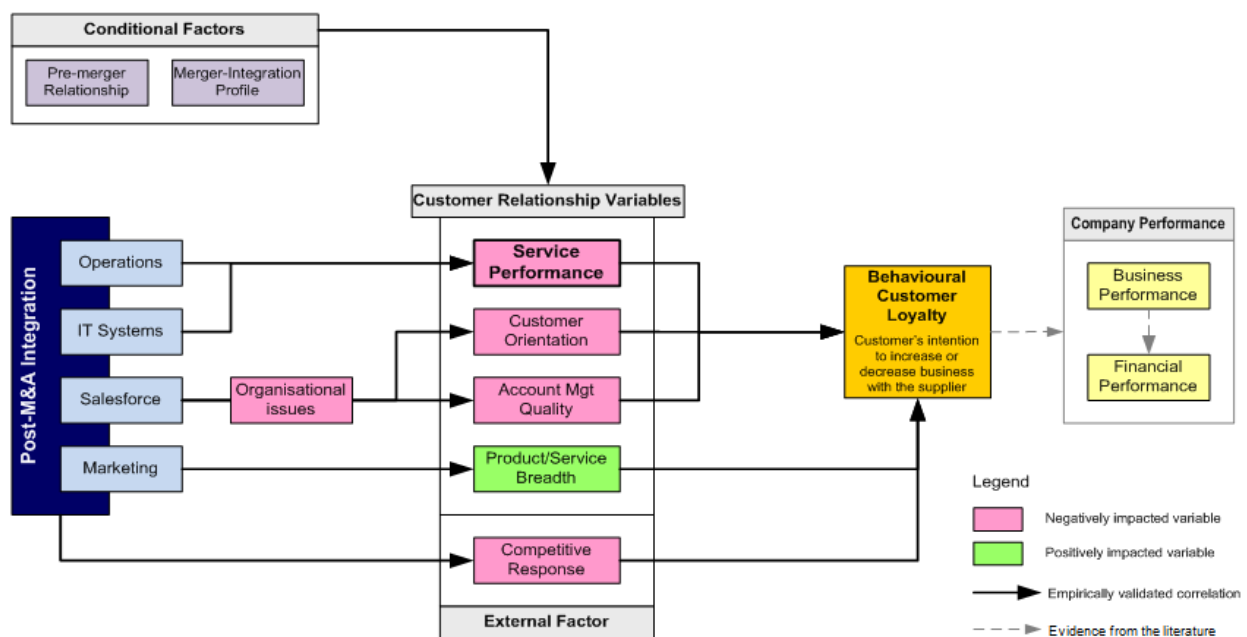 Conditional Factors
Pre-merger
Relationship
Merger-Integration
Profile
Customer Relationship Variables
Post-M&A Integration
Operations
IT Systems
Salesforce
Marketing
Organisational
issues
Service
Performance
Customer
Orientation
Account Mgt
Quality
Product/Service
Breadth
Competitive
Response
External Factor
Behavioural
Customer
Loyalty
Customer's intention
to increase or
decrease business
with the supplier
Company Performance
Business
Performance
Financial
Performance
Legend
Negatively impacted variable
Positively impacted variable
Empirically validated correlation
Evidence from the literature